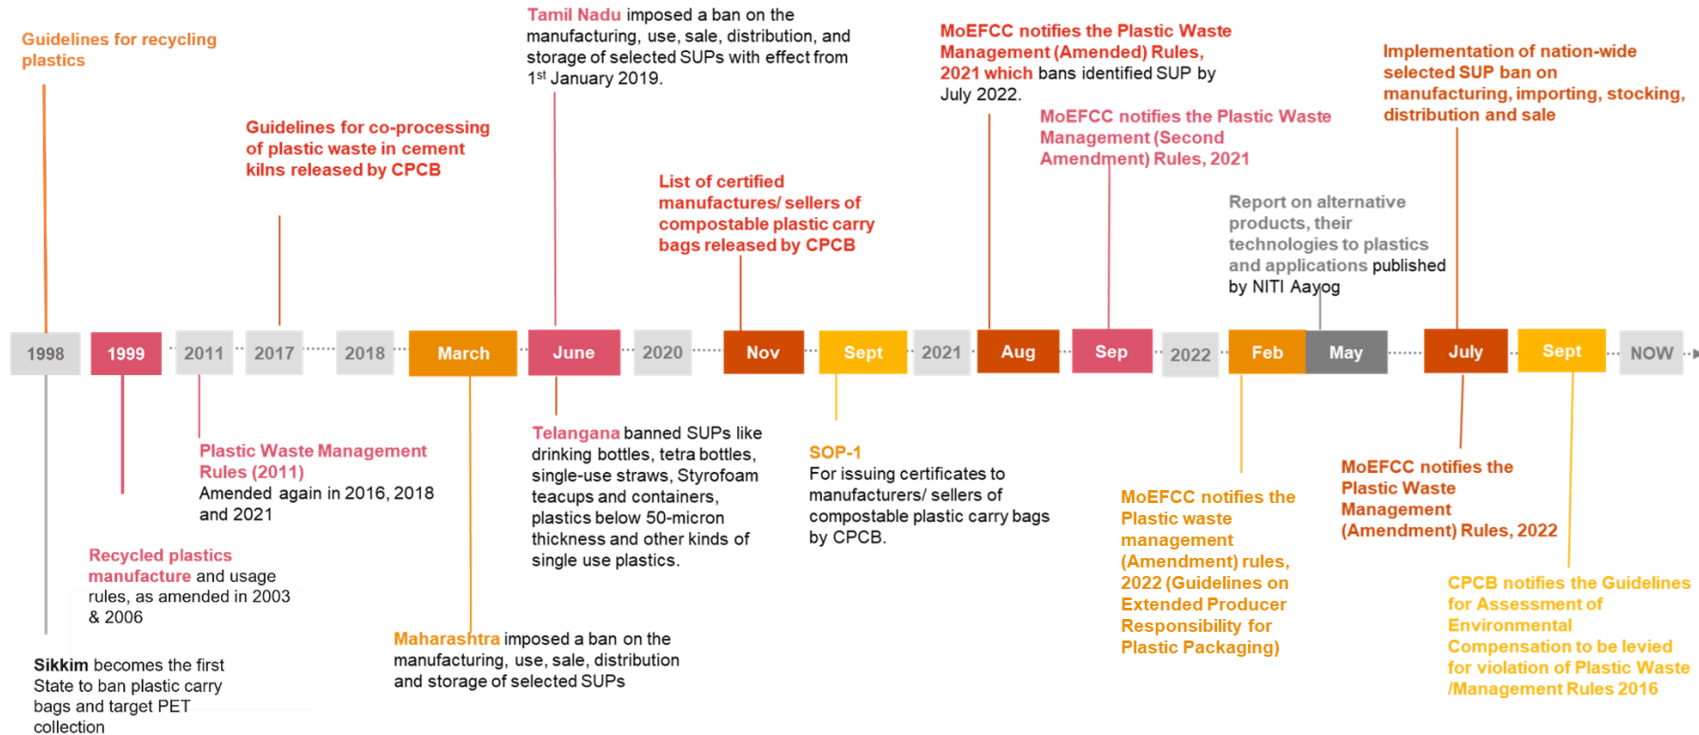 Guidelines for recycling
plastics
Guidelines for co-processing
of plastic waste in cement
kilns released by CPCB
Tamil Nadu imposed a ban on the
manufacturing, use, sale, distribution, and
storage of selected SUPs with effect from
1st January 2019.
List of certified
manufactures/ sellers of
compostable plastic carry
bags released by CPCB
MoEFCC notifies the Plastic Waste
Management (Amended) Rules,
2021 which bans identified SUP by
July 2022.
MoEFCC notifies the Plastic Waste
Management (Second
Amendment) Rules, 2021
Report on alternative
products, their
technologies to plastics
and applications published
by NITI Aayog
Implementation of nation-wide
selected SUP ban on
manufacturing, importing, stocking,
distribution and sale
1998 1999 2011 2017 2018 March June 2020 Nov Sept 2021 Aug Sep 2022 Feb May July Sept NOW
Sikkim becomes the first
State to ban plastic carry
bags and target PET
collection
Recycled plastics
manufacture and usage
rules, as amended in 2003
& 2006
Plastic Waste Management
Rules (2011)
Amended again in 2016, 2018
and 2021
Maharashtra imposed a ban on the
manufacturing, use, sale, distribution
and storage of selected SUPs
Telangana banned SUPs like
drinking bottles, tetra bottles,
single-use straws, Styrofoam
teacups and containers,
plastics below 50-micron
thickness and other kinds of
single use plastics.
SOP-1
For issuing certificates to
manufacturers/ sellers of
compostable plastic carry bags
by CPCB.
MoEFCC notifies the
Plastic waste
management
(Amendment) rules,
2022 (Guidelines on
Extended Producer
Responsibility for
Plastic Packaging)
MoEFCC notifies the
Plastic Waste
Management
(Amendment) Rules, 2022
CPCB notifies the Guidelines
for Assessment of
Environmental
Compensation to be levied
for violation of Plastic Waste
/Management Rules 2016